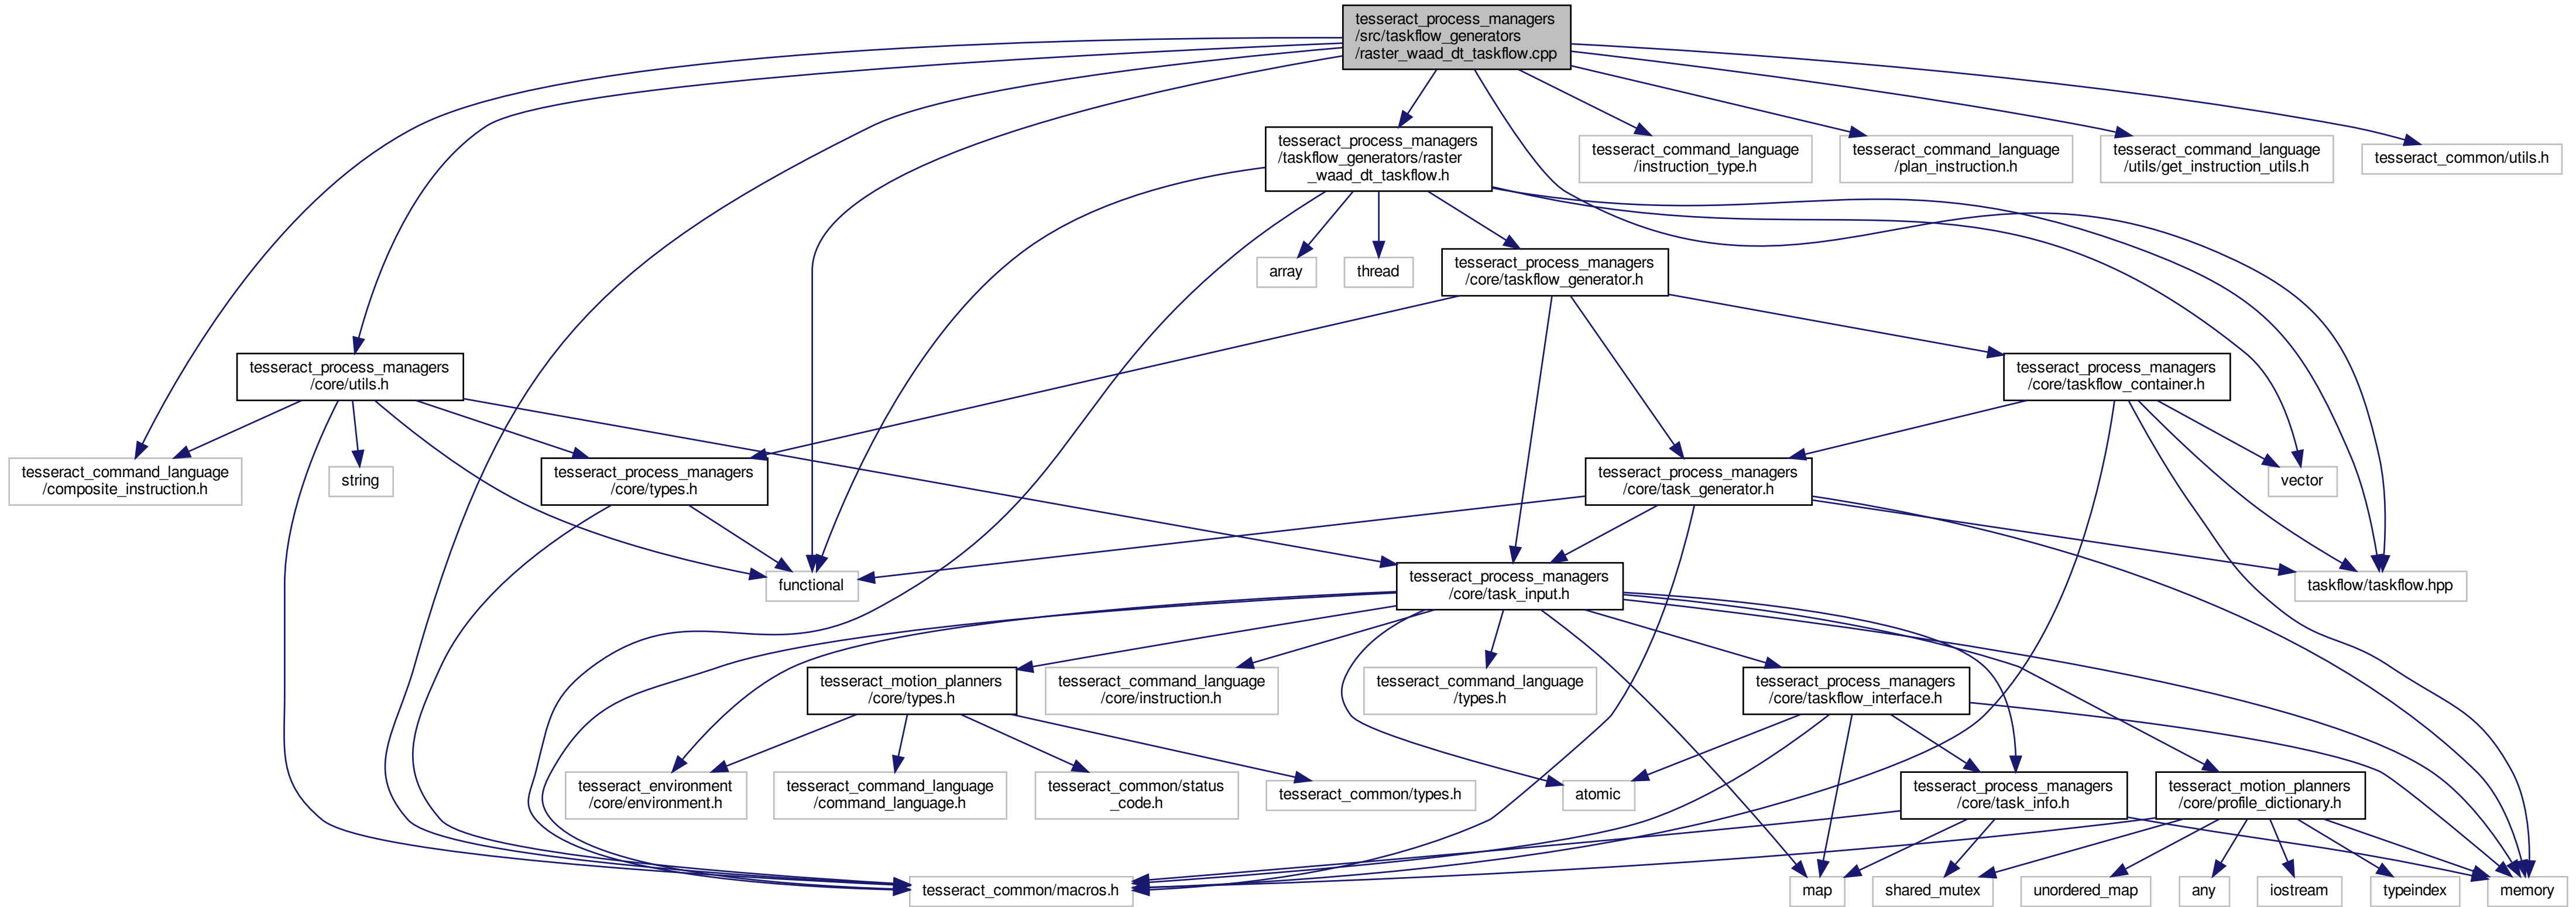 tesseract_process_managers
/src/taskflow_generators
/raster_waad_dt_taskflow.cpp
tesseract_process_managers
/taskflow_generators/raster
_waad_dt_taskflow.h
tesseract_command_language
/instruction_type.h
tesseract_command_language
/plan_instruction.h
tesseract_command_language
/utils/get_instruction_utils.h
tesseract_common/utils.h
array
thread
tesseract_process_managers
/core/taskflow_generator.h
tesseract_process_managers
/core/utils.h
tesseract_process_managers
/core/taskflow_container.h
tesseract_command_language
/composite_instruction.h
string
tesseract_process_managers
/core/types.h
tesseract_process_managers
/core/task_generator.h
vector
functional
tesseract_process_managers
/core/task_input.h
taskflow/taskflow.hpp
tesseract_motion_planners
/core/types.h
tesseract_command_language
/core/instruction.h
tesseract_command_language
/types.h
tesseract_process_managers
/core/taskflow_interface.h
tesseract_environment
/core/environment.h
tesseract_command_language
/command_language.h
tesseract_common/status
_code.h
tesseract_common/types.h
atomic
tesseract_process_managers
/core/task_info.h
tesseract_motion_planners
/core/profile_dictionary.h
tesseract_common/macros.h
map
shared_mutex
unordered_map
any
iostream
typeindex
memory